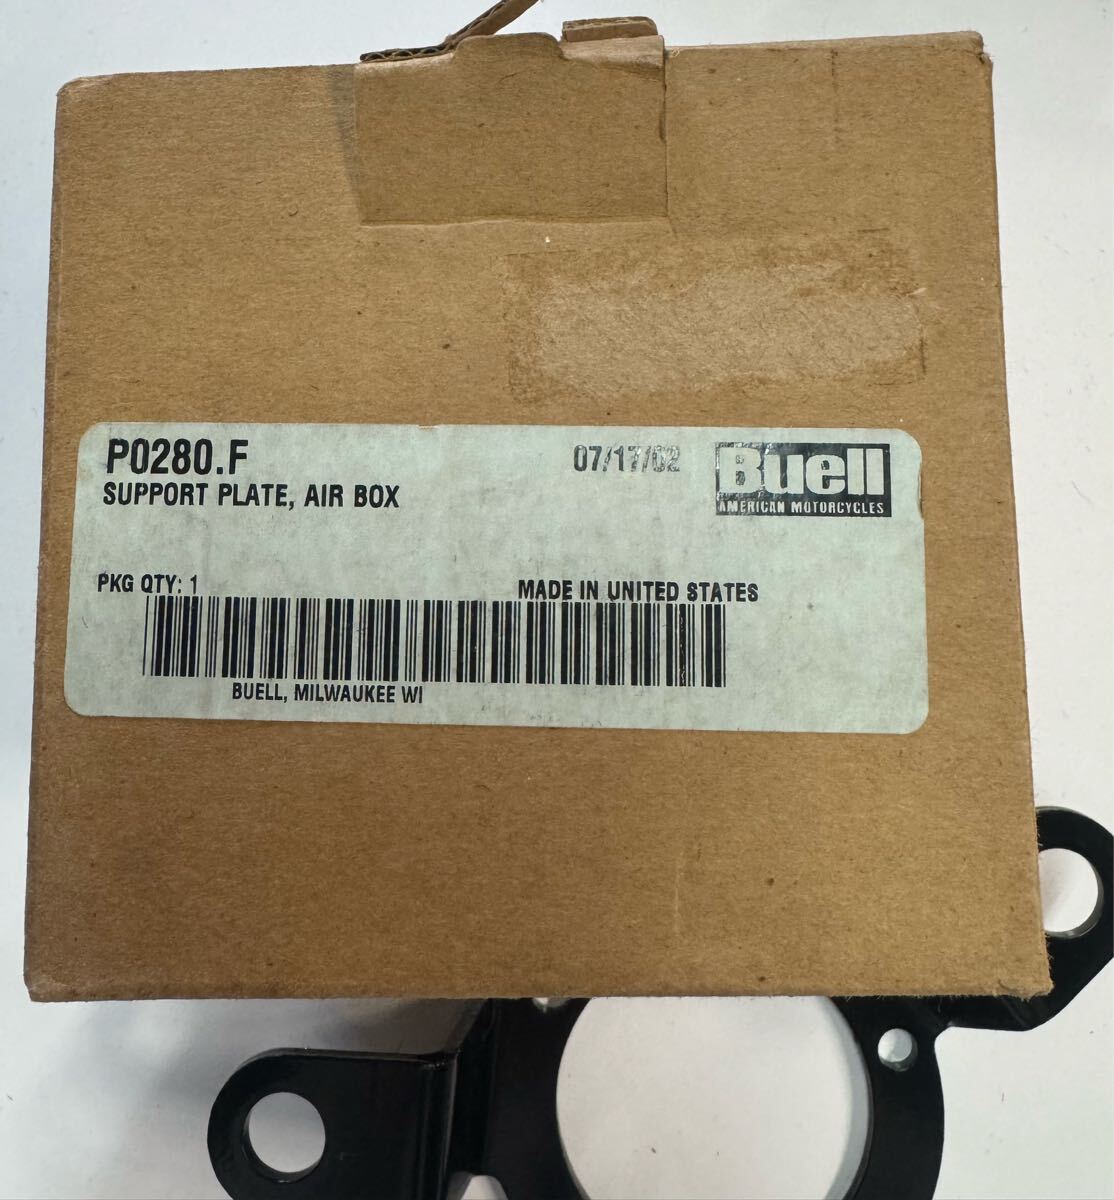 P0280.F
07/17/02
Buell
AMERICAN MOTORCYCLES
SUPPORT PLATE, AIR BOX
PKG QTY: 1
MADE IN UNITED STATES
BUELL, MILWAUKEE WI